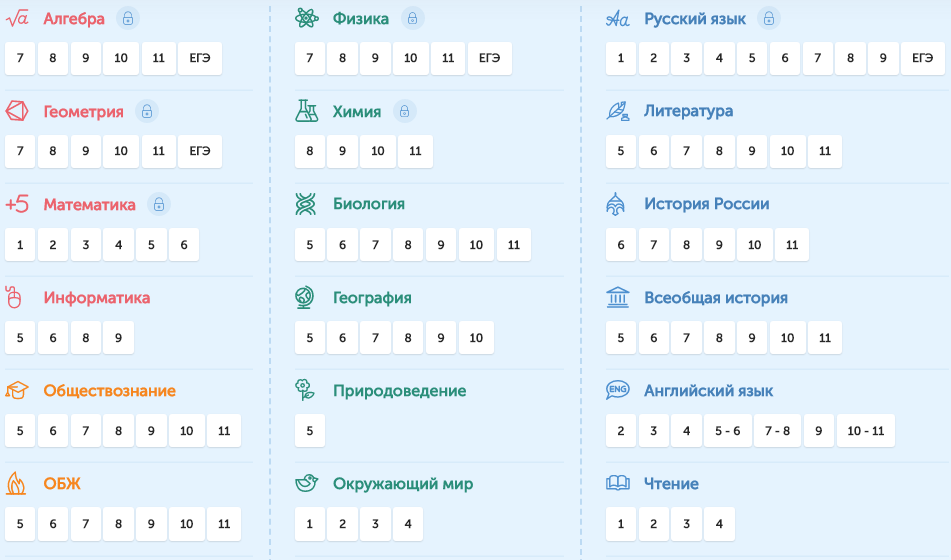 √a Алгебра
7 8 9 10 11 ЕГЭ
Геометрия
7 8 9 10 11 ЕГЭ
+5 Математика
1 2 3 4 5 6
Информатика
5 6 8 9
Обществознание
5 6 7 8 9 10 11
ОБЖ
5 6 7 8 9 10 11
Физика
7 8 9 10 11 ЕГЭ
Химия
8 9 10 11
Биология
5 6 7 8 9 10 11
География
5 6 7 8 9 10
Природоведение
5
Окружающий мир
1 2 3 4
Аа Русский язык
1 2 3 4 5 6 7 8 9 ЕГЭ
Литература
5 6 7 8 9 10 11
История России
6 7 8 9 10 11
Всеобщая история
5 6 7 8 9 10 11
ENG Английский язык
2 3 4 5 - 6 7 - 8 9 10 - 11
Чтение
1 2 3 4